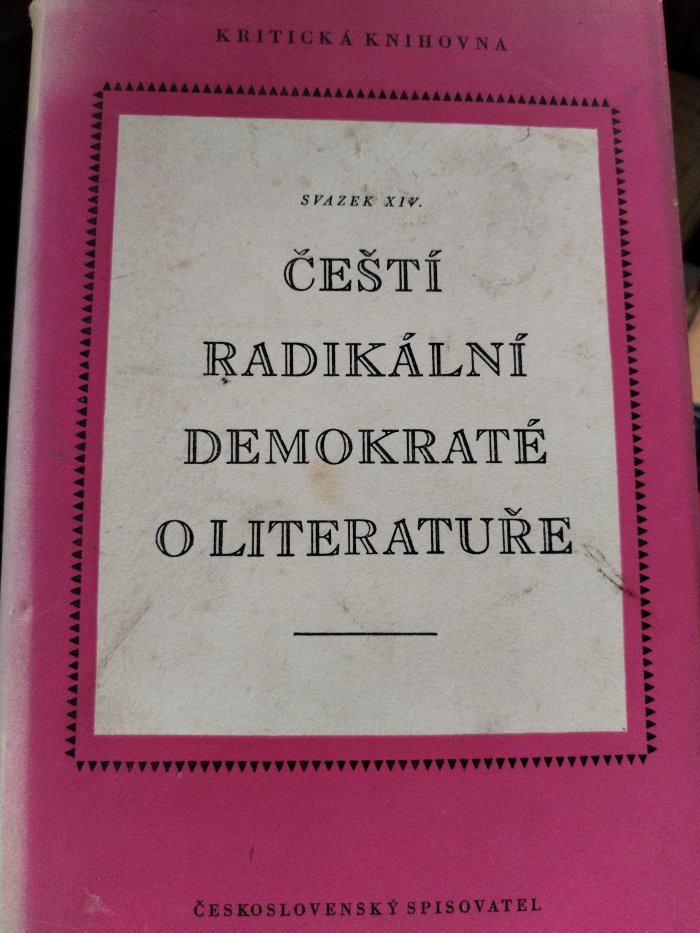 KRITICKÁ KNIHOVNA
SVAZEK XIV.
ČEŠTÍ
RADIKÁLNÍ
DEMOKRATÉ
O LITERATUŘE
ČESKOSLOVENSKÝ SPISOVATEL